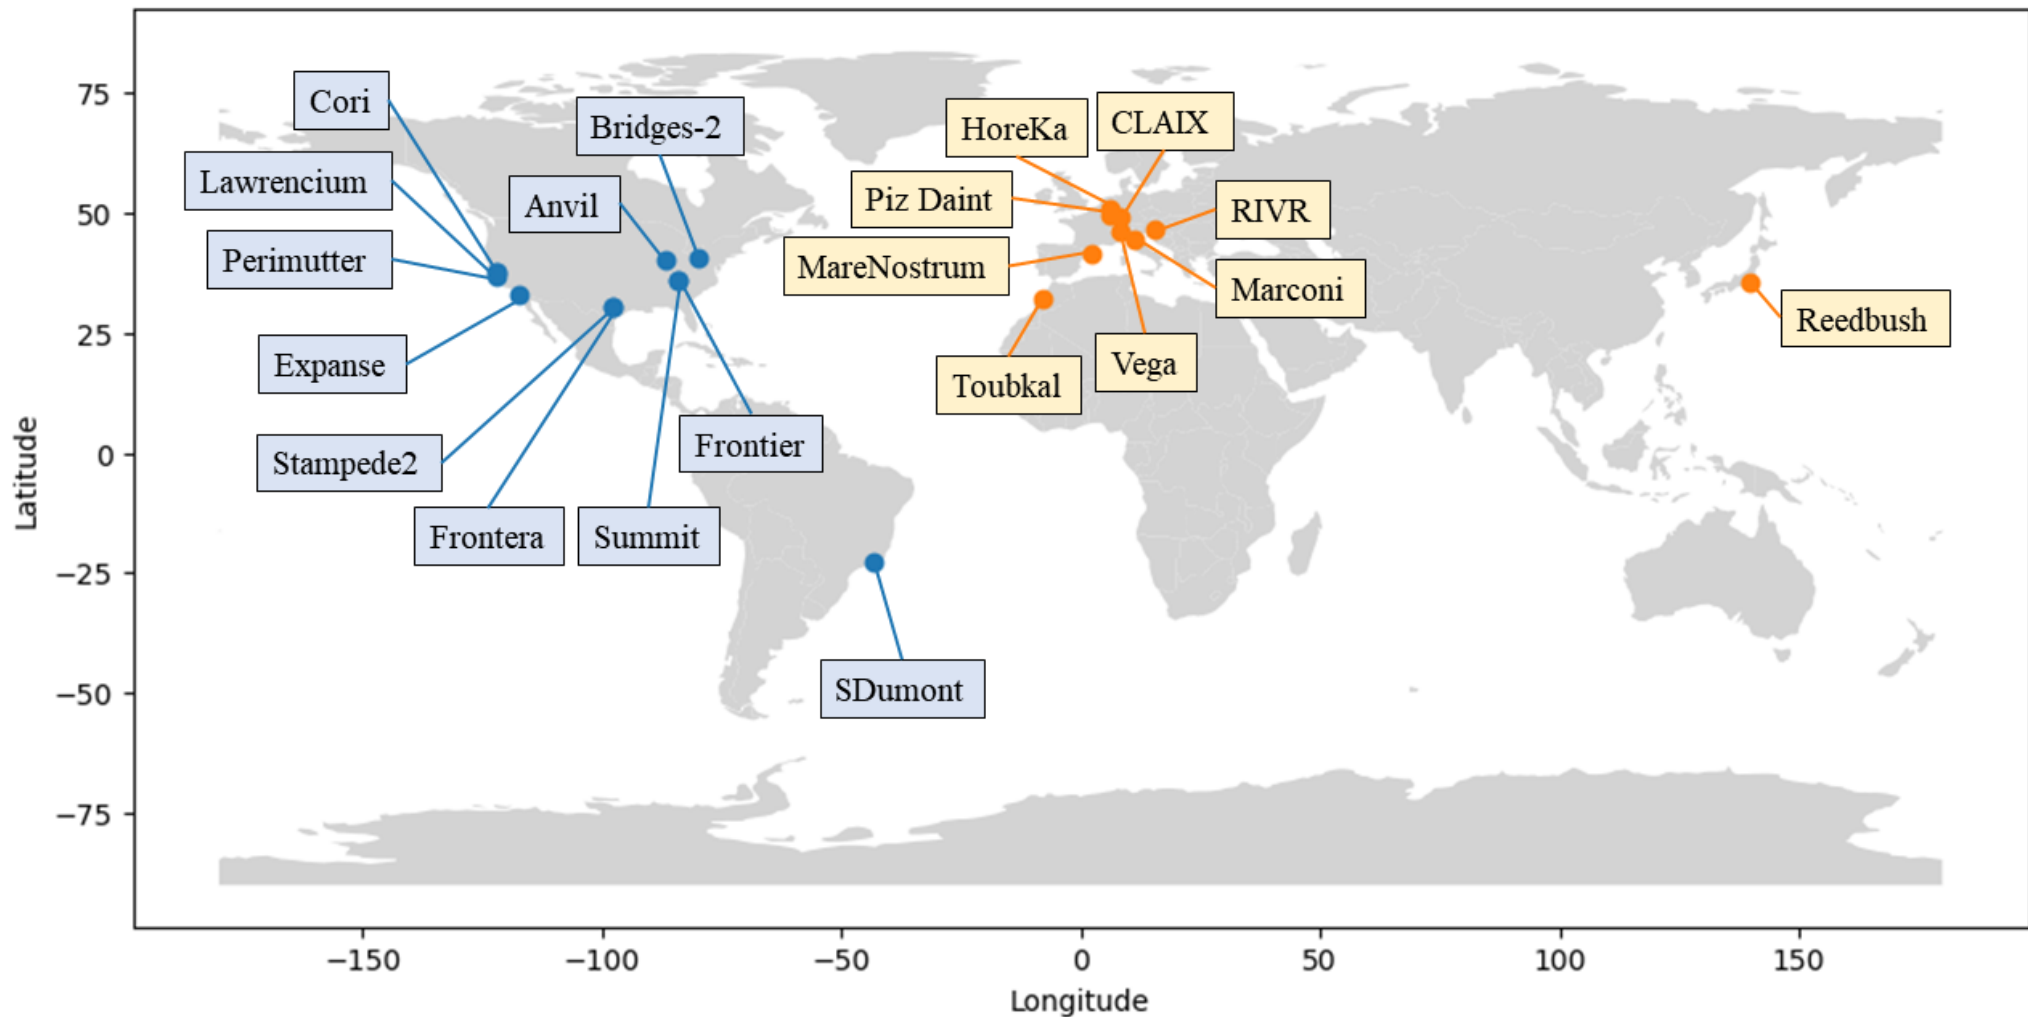 75
50
25
0
−25
−50
−75
Latitude
Cori
Bridges-2
HoreKa
CLAIX
Lawrencium
Anvil
Piz Daint
RIVR
Perimutter
MareNostrum
Marconi
Reedbush
Expanse
Toubkal
Vega
Stampede2
Frontier
Frontera
Summit
SDumont
−150
−100
−50
0
50
100
150
Longitude